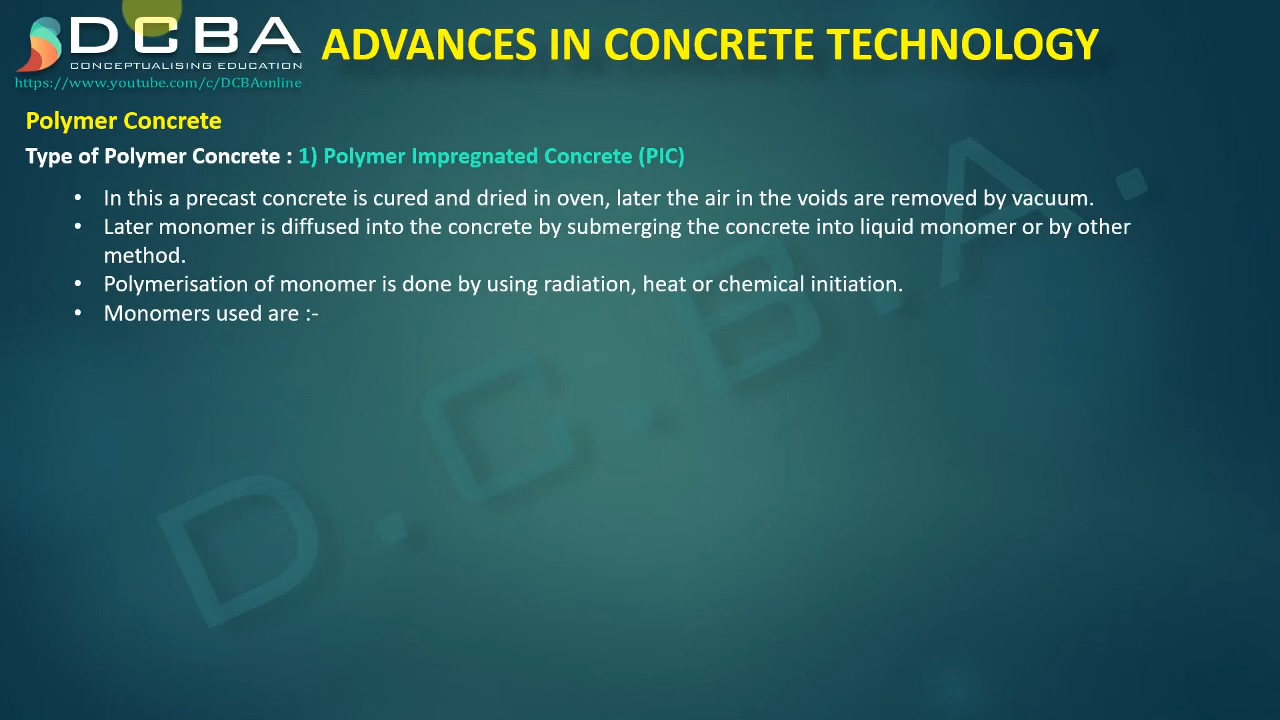 DCBA
CONCEPTUALISING EDUCATION
https://www.youtube.com/c/DCBAonline
ADVANCES IN CONCRETE TECHNOLOGY
Polymer Concrete
Type of Polymer Concrete : 1) Polymer Impregnated Concrete (PIC)
• In this a precast concrete is cured and dried in oven, later the air in the voids are removed by vacuum.
• Later monomer is diffused into the concrete by submerging the concrete into liquid monomer or by other
method.
• Polymerisation of monomer is done by using radiation, heat or chemical initiation.
• Monomers used are :-
D.C.B.A.